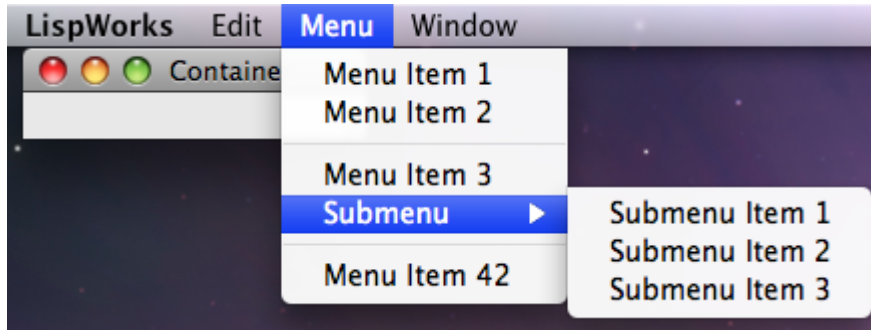 LispWorks Edit Menu Window
Containe
Menu Item 1
Menu Item 2
Menu Item 3
Submenu
Menu Item 42
Submenu Item 1
Submenu Item 2
Submenu Item 3